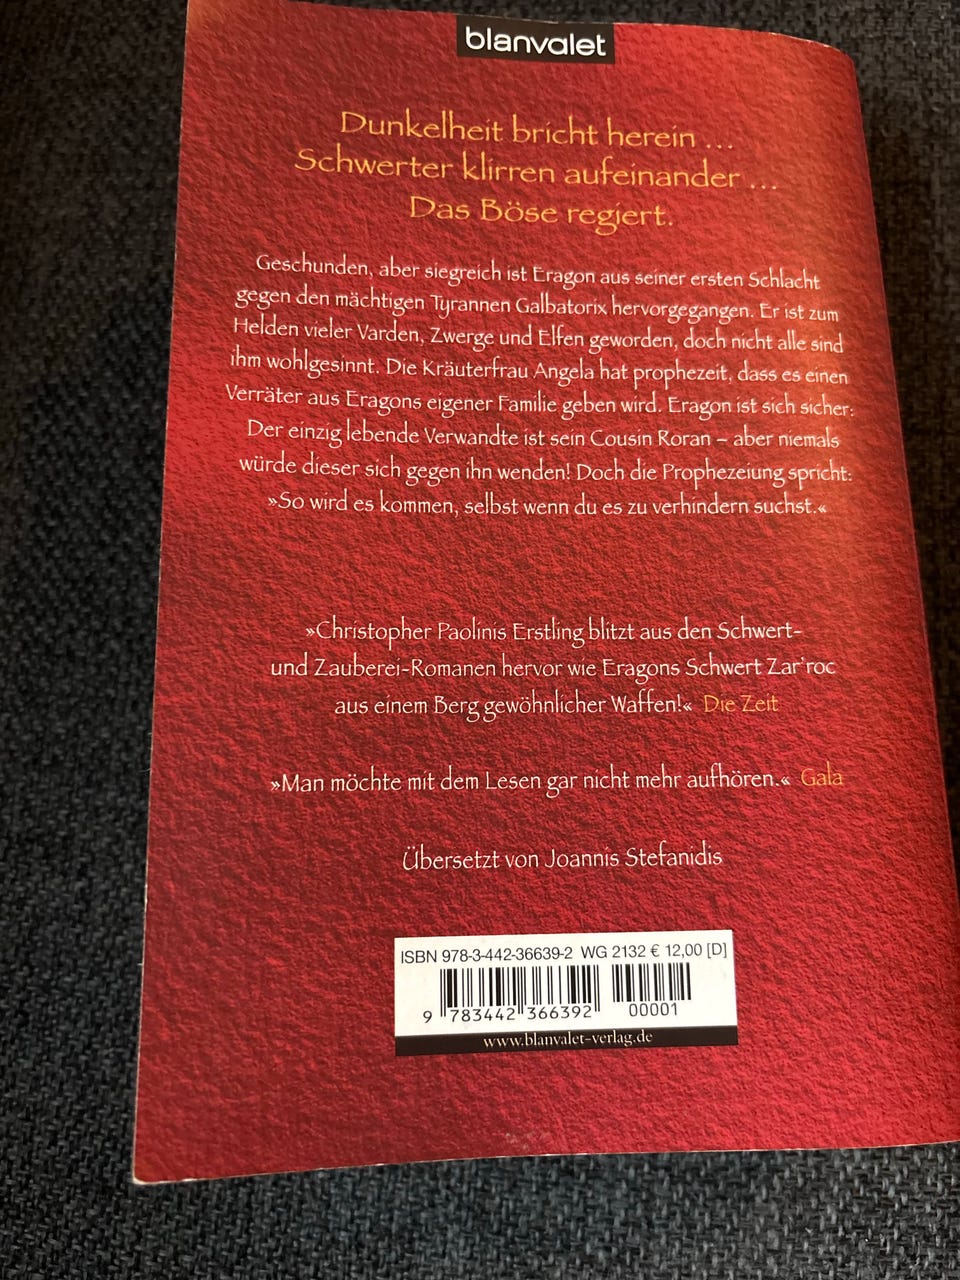 blanvalet
Dunkelheit bricht herein ...
Schwerter klirren aufeinander ...
Das Böse regiert.
Geschunden, aber siegreich ist Eragon aus seiner ersten Schlacht
gegen den mächtigen Tyrannen Galbatorix hervorgegangen. Er ist zum
Helden vieler Varden, Zwerge und Elfen geworden, doch nicht alle sind
ihm wohlgesinnt. Die Kräuterfrau Angela hat prophezeit, dass es einen
Verräter aus Eragons eigener Familie geben wird. Eragon ist sich sicher:
Der einzig lebende Verwandte ist sein Cousin Roran – aber niemals
würde dieser sich gegen ihn wenden! Doch die Prophezeiung spricht:
»So wird es kommen, selbst wenn du es zu verhindern suchst.«
»Christopher Paolinis Erstling blitzt aus den Schwert-
und Zauberei-Romanen hervor wie Eragons Schwert Zar'roc
aus einem Berg gewöhnlicher Waffen!« Die Zeit
»Man möchte mit dem Lesen gar nicht mehr aufhören.« Gala
Übersetzt von Joannis Stefanidis
ISBN 978-3-442-36639-2 WG 2132 € 12,00 [D]
9 783442 366392 00001
www.blanvalet-verlag.de